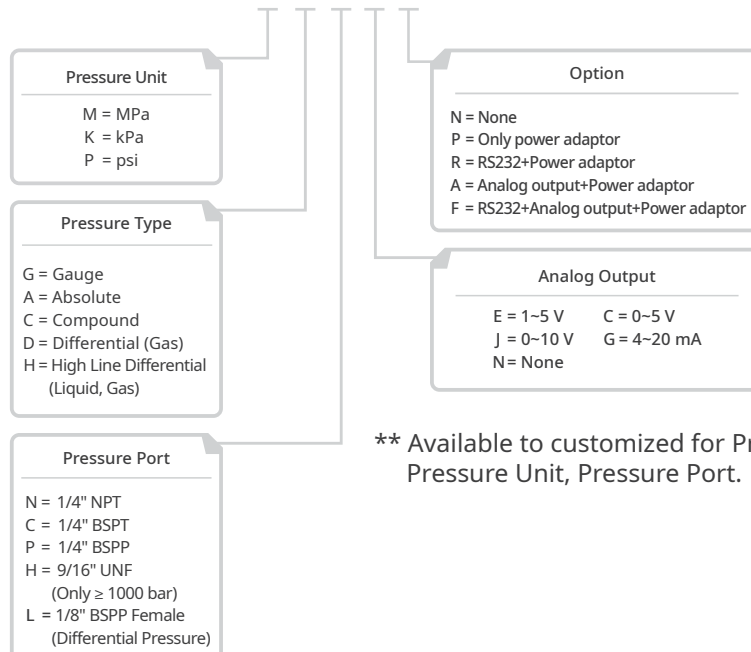 Pressure Unit
M = MPa
K = kPa
P = psi
Pressure Type
G = Gauge
A = Absolute
C = Compound
D = Differential (Gas)
H = High Line Differential
(Liquid, Gas)
Pressure Port
N = 1/4" NPT
C = 1/4" BSPT
P = 1/4" BSPP
H = 9/16" UNF
(Only ≥ 1000 bar)
L = 1/8" BSPP Female
(Differential Pressure)
Option
N = None
P = Only power adaptor
R = RS232+Power adaptor
A = Analog output+Power adaptor
F = RS232+Analog output+Power adaptor
Analog Output
E = 1~5 V C = 0~5 V
J = 0~10 V G = 4~20 mA
N = None
** Available to customized for
Pressure Unit, Pressure Port.